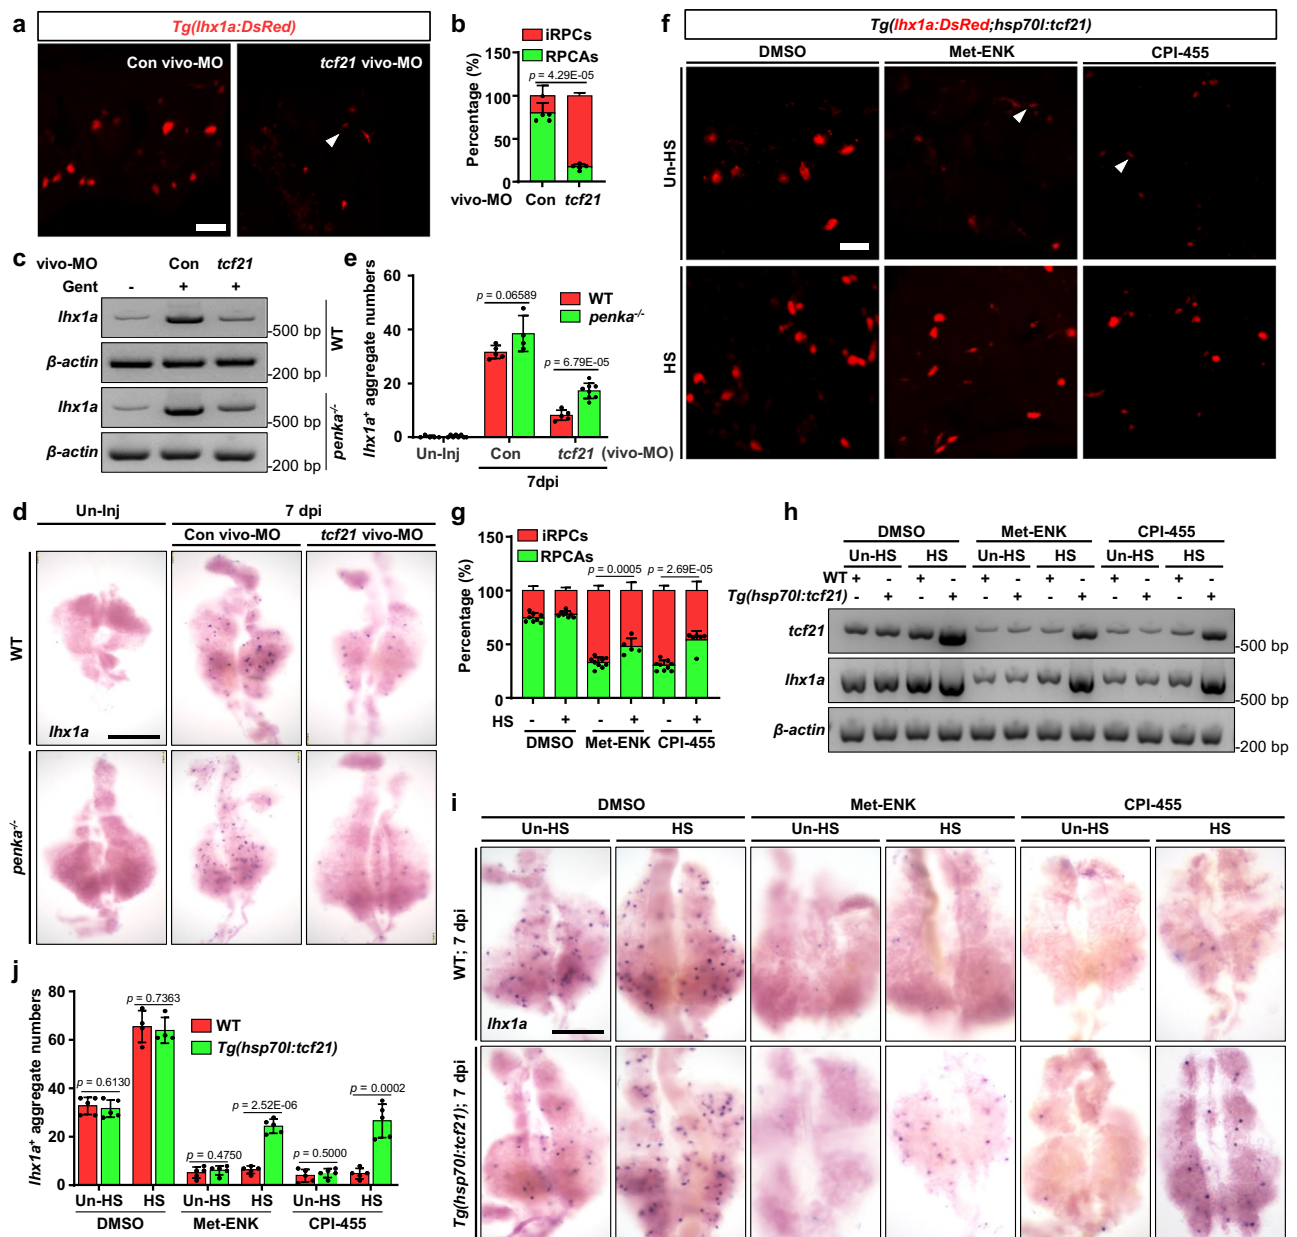 a
Tg(lhx1a:DsRed)
Con vivo-MO
tcf21 vivo-MO
b
iRPCs
RPCAs
p = 4.29E-05
150
100
50
0
Percentage (%)
vivo-MO Con tcf21
c
vivo-MO Con tcf21
Gent - + +
lhx1a
-500 bp
β-actin
-200 bp
WT
lhx1a
-500 bp
β-actin
-200 bp
penka-/-
d
Un-Inj
7 dpi
Con vivo-MO
tcf21 vivo-MO
WT
lhx1a
penka-/-
e
lhx1a+ aggregate numbers
60
40
20
0
p = 0.06589
WT
penka-/-
p = 6.79E-05
Un-Inj Con tcf21 (vivo-MO)
7dpi
f
Tg(lhx1a:DsRed;hsp70l:tcf21)
DMSO
Met-ENK
CPI-455
Un-HS
HS
g
iRPCs
RPCAs
Percentage (%)
150
100
50
0
p = 0.0005
p = 2.69E-05
HS - + - + - +
DMSO Met-ENK CPI-455
h
DMSO Met-ENK CPI-455
Un-HS HS Un-HS HS Un-HS HS
WT + - + - + - + - + - + -
Tg(hsp70l:tcf21) - + - + - + - + - + - +
tcf21
-500 bp
lhx1a
-500 bp
β-actin
-200 bp
i
DMSO Met-ENK CPI-455
Un-HS HS Un-HS HS Un-HS HS
WT; 7 dpi
lhx1a
Tg(hsp70l:tcf21); 7 dpi
j
lhx1a+ aggregate numbers
80
60
40
20
0
p = 0.7363
WT
Tg(hsp70l:tcf21)
p = 0.6130
p = 2.52E-06
p = 0.0002
p = 0.4750
p = 0.5000
Un-HS HS Un-HS HS Un-HS HS
DMSO Met-ENK CPI-455